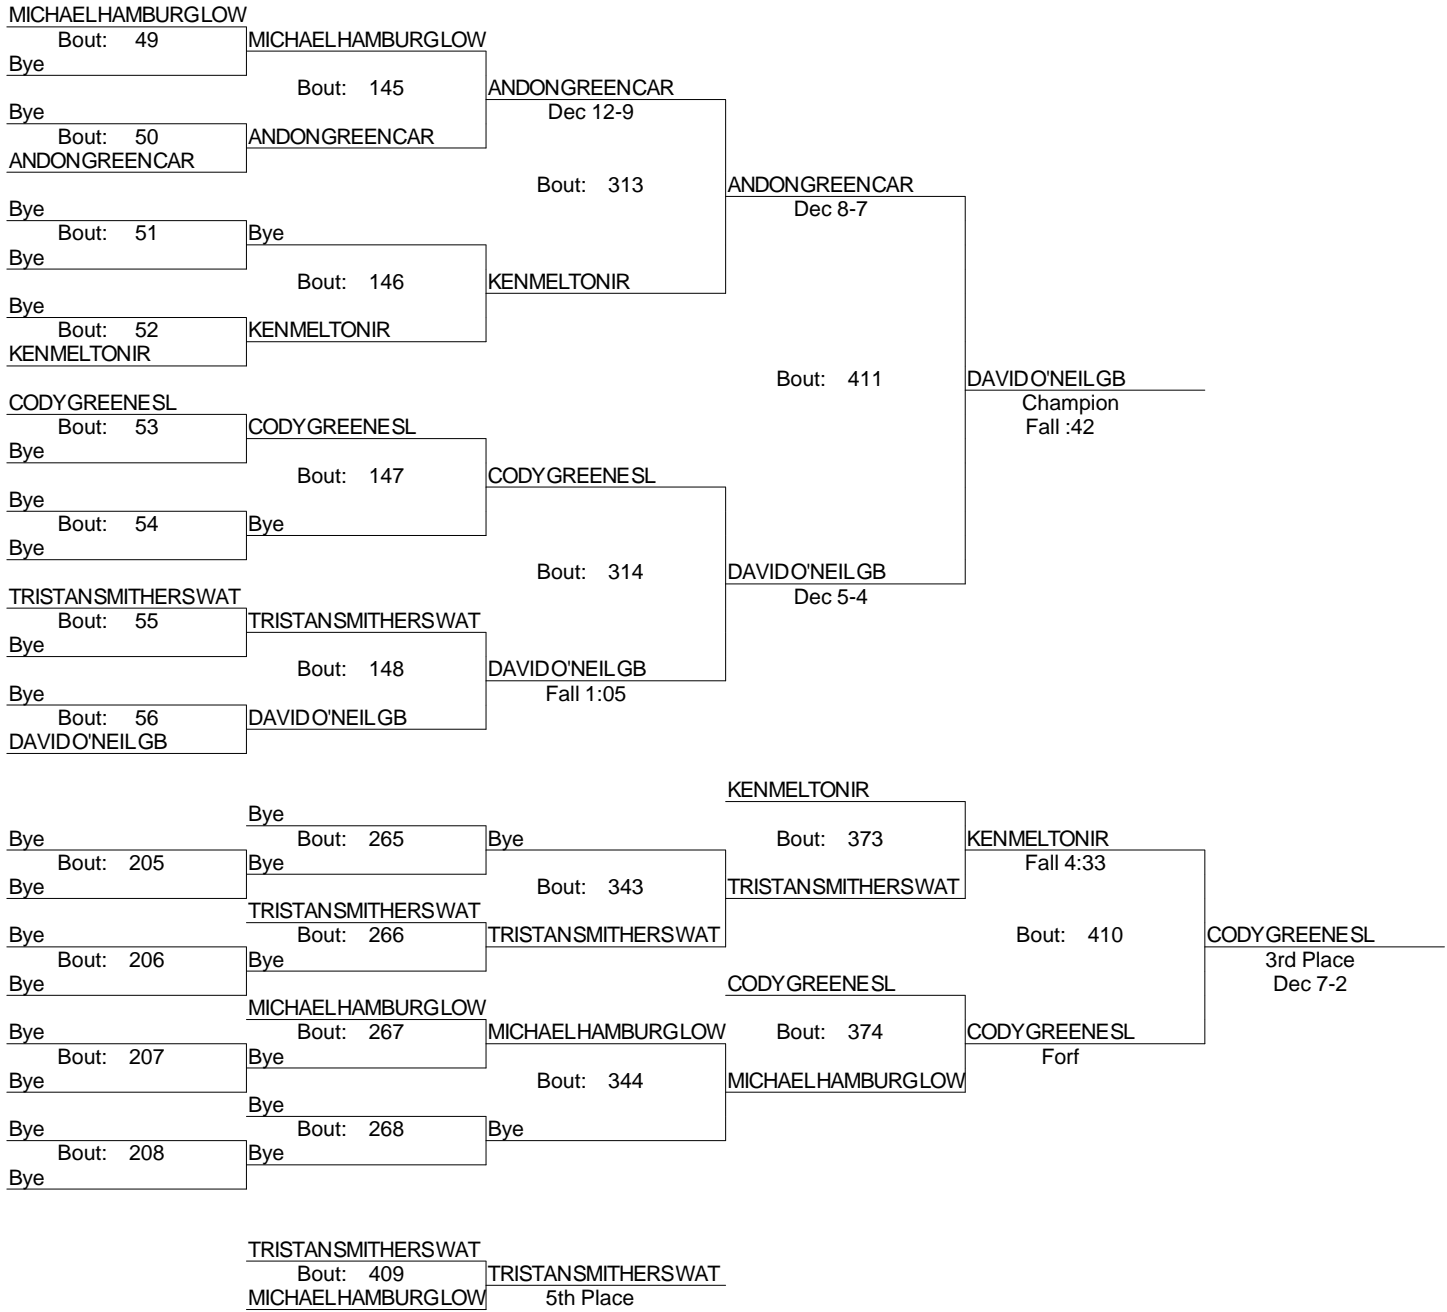 MICHAELHAMBURGLOW
Bout: 49
MICHAELHAMBURGLOW
Bye
Bout: 145
ANDONGREENCAR
Bye
Dec 12-9
Bout: 50
ANDONGREENCAR
ANDONGREENCAR
Bout: 313
ANDONGREENCAR
Bye
Dec 8-7
Bout: 51
Bye
Bye
Bout: 146
KENMELTONIR
Bye
Bout: 52
KENMELTONIR
KENMELTONIR
Bout: 411
DAVIDO'NEILGB
CODYGREENESL
Champion
Bout: 53
CODYGREENESL
Fall :42
Bye
Bout: 147
CODYGREENESL
Bye
Bout: 54
Bye
Bye
Bout: 314
DAVIDO'NEILGB
TRISTANSMITHERSWAT
Dec 5-4
Bout: 55
TRISTANSMITHERSWAT
Bye
Bout: 148
DAVIDO'NEILGB
Bye
Fall 1:05
Bout: 56
DAVIDO'NEILGB
DAVIDO'NEILGB
KENMELTONIR
Bye
Bye
Bout: 265
Bye
Bout: 373
KENMELTONIR
Bout: 205
Bye
Fall 4:33
Bye
Bout: 343
TRISTANSMITHERSWAT
TRISTANSMITHERSWAT
Bye
Bout: 266
TRISTANSMITHERSWAT
Bout: 410
CODYGREENESL
Bout: 206
Bye
3rd Place
Bye
CODYGREENESL
Dec 7-2
MICHAELHAMBURGLOW
Bye
Bout: 267
MICHAELHAMBURGLOW
Bout: 374
CODYGREENESL
Bout: 207
Bye
Forf
Bye
Bout: 344
MICHAELHAMBURGLOW
Bye
Bye
Bout: 268
Bye
Bout: 208
Bye
Bye
TRISTANSMITHERSWAT
Bout: 409
TRISTANSMITHERSWAT
MICHAELHAMBURGLOW
5th Place